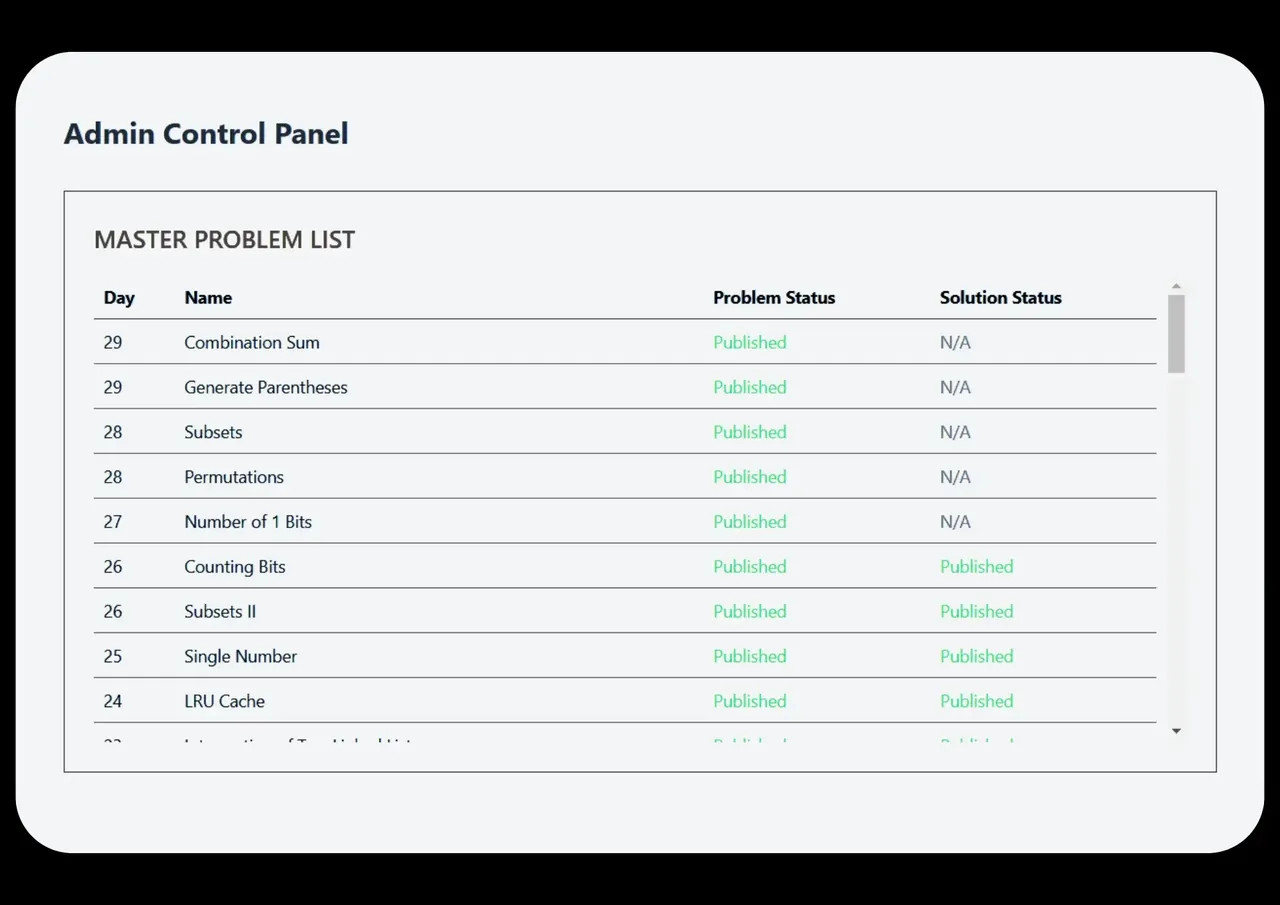 Admin Control Panel
MASTER PROBLEM LIST
Day Name Problem Status Solution Status
29 Combination Sum Published N/A
29 Generate Parentheses Published N/A
28 Subsets Published N/A
28 Permutations Published N/A
27 Number of 1 Bits Published N/A
26 Counting Bits Published Published
26 Subsets II Published Published
25 Single Number Published Published
24 LRU Cache Published Published